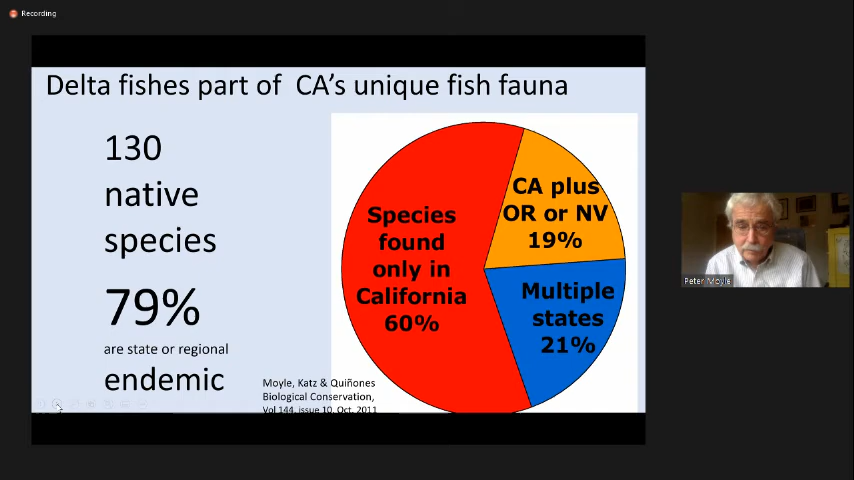 Recording
Delta fishes part of CA's unique fish fauna
130
native
species
79%
are state or regional
endemic
Moyle, Katz & Quiñones
Biological Conservation,
Vol 144, issue 10, Oct. 2011
Species
found
only in
California
60%
CA plus
OR or NV
19%
Multiple
states
21%
Peter Moyle